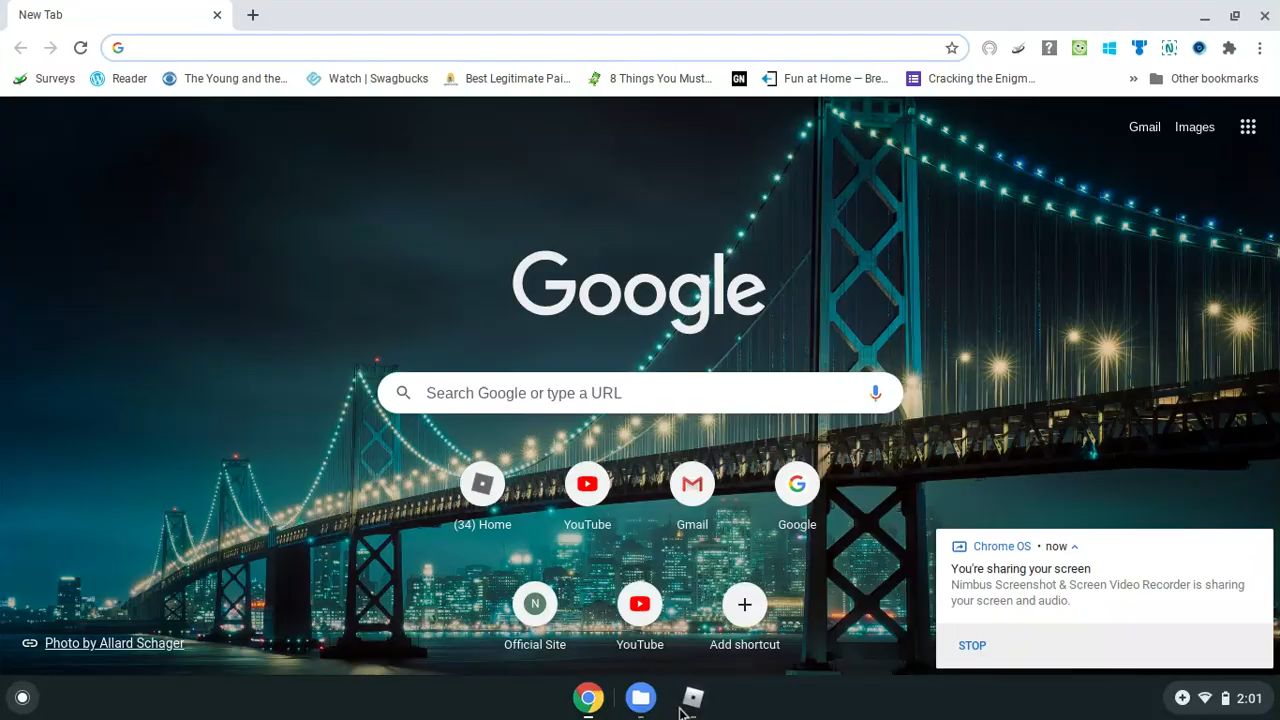 New Tab
Surveys
Reader
The Young and the...
Watch | Swagbucks
Best Legitimate Pai...
8 Things You Must...
GN
Fun at Home — Bre...
Cracking the Enigm...
Other bookmarks
Gmail
Images
Google
Search Google or type a URL
(34) Home
YouTube
Gmail
Google
N
Official Site
YouTube
Add shortcut
Photo by Allard Schager
Chrome OS • now
You're sharing your screen
Nimbus Screenshot & Screen Video Recorder is sharing
your screen and audio.
STOP
2:01